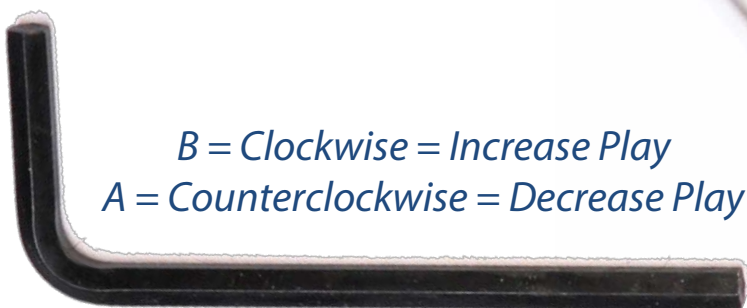 B = Clockwise = Increase Play
A = Counterclockwise = Decrease Play